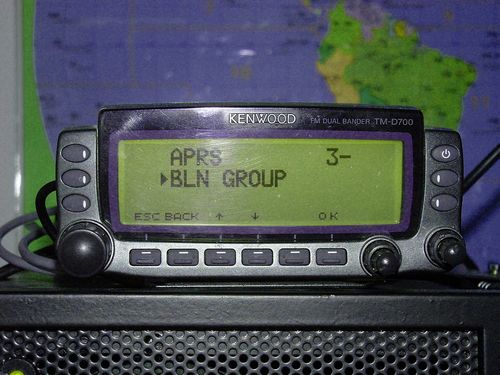 KENWOOD FM DUAL BANDER TM-D700
APRS 3-
▸BLN GROUP
ESC BACK ↑ ↓ OK